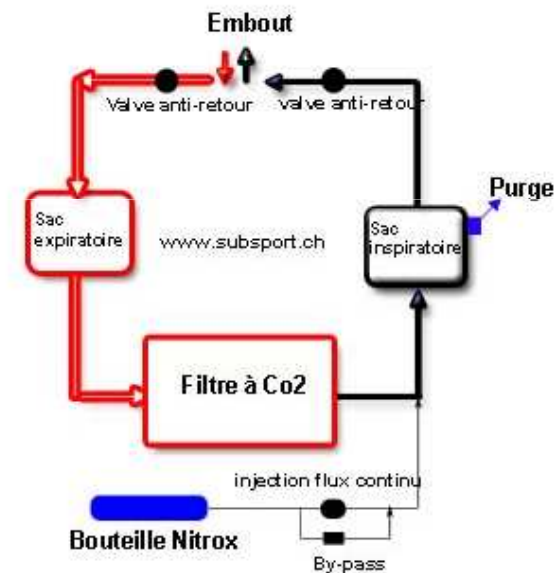 Embout
Valve anti-retour
valve anti-retour
Purge
Sac
expiratoire
www.subsport.ch
Sac
inspiratoire
Filtre à Co2
injection flux continu
Bouteille Nitrox
By-pass